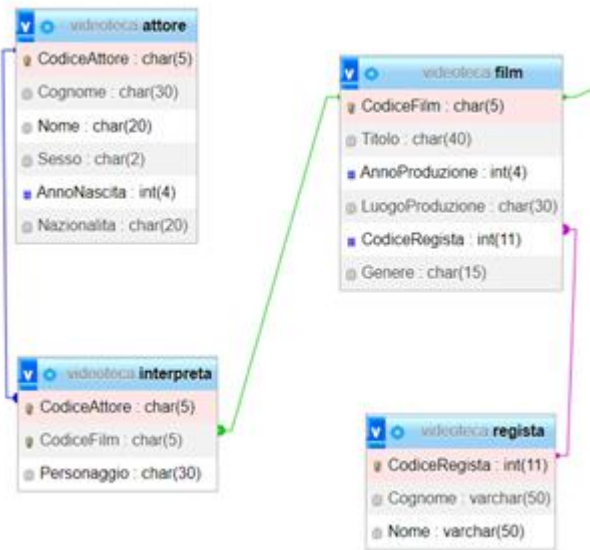 v videoteca attore
CodiceAttore : char(5)
Cognome : char(30)
Nome : char(20)
Sesso : char(2)
AnnoNascita : int(4)
Nazionalita : char(20)
v videoteca film
CodiceFilm : char(5)
Titolo : char(40)
AnnoProduzione : int(4)
LuogoProduzione : char(30)
CodiceRegista : int(11)
Genere : char(15)
v videoteca interpreta
CodiceAttore : char(5)
CodiceFilm : char(5)
Personaggio : char(30)
v videoteca regista
CodiceRegista : int(11)
Cognome : varchar(50)
Nome : varchar(50)